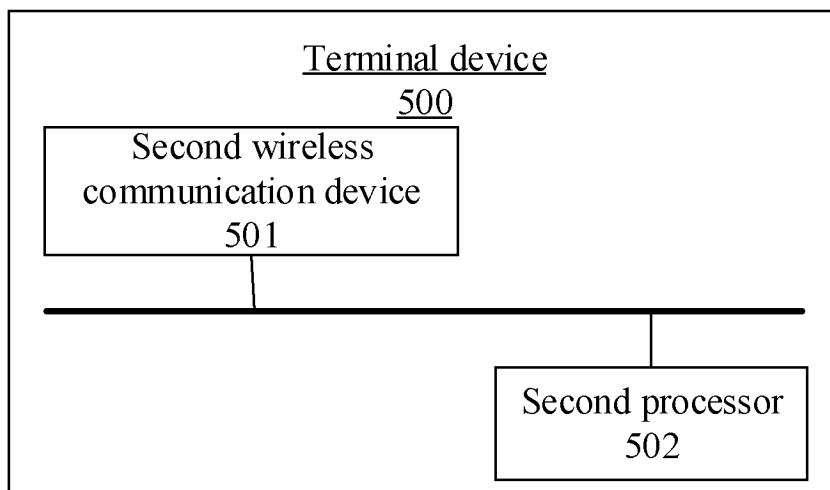 Terminal device
500
Second wireless
communication device
501
Second processor
502